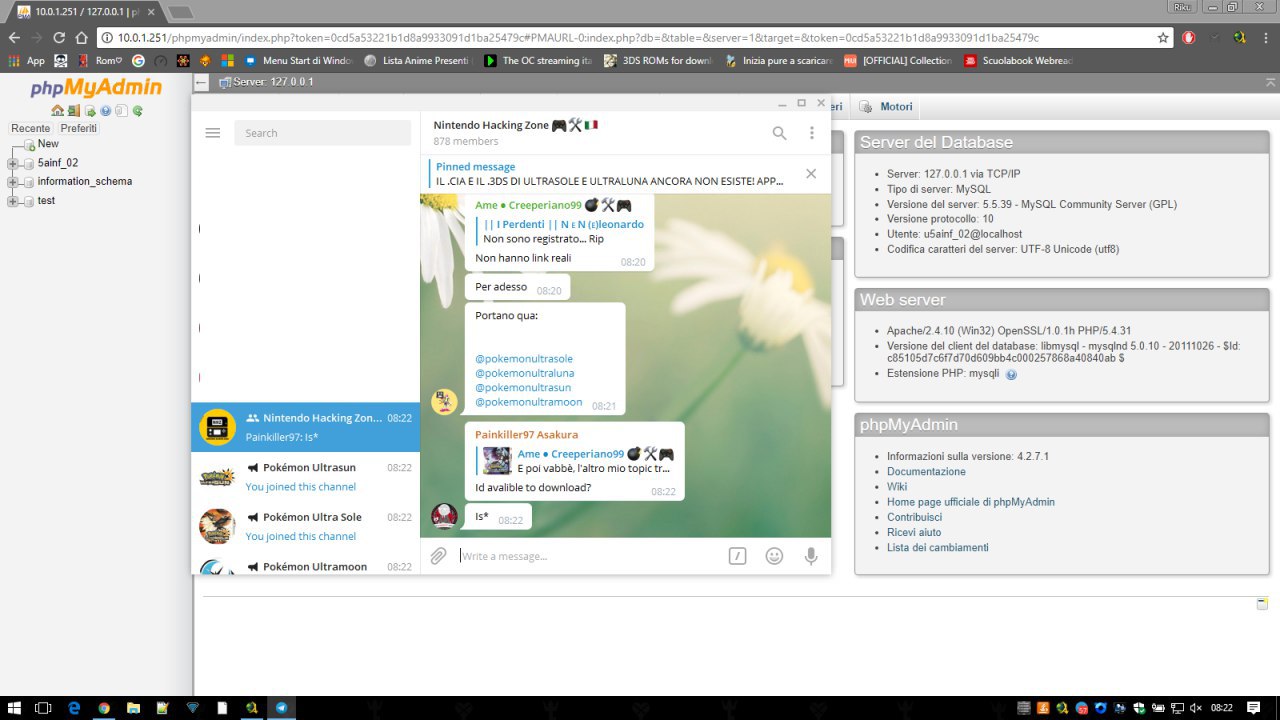 10.0.1.251 / 127.0.0.1 | p
Riku
10.0.1.251/phpmyadmin/index.php?token=0cd5a53221b1d8a9933091d1ba25479c#PMAURL-0:index.php?db=&table=&server=1&target=&token=0cd5a53221b1d8a9933091d1ba25479c
App
Rom♡
Menu Start di Windo
Lista Anime Presenti
The OC streaming ita
3DS ROMs for downl
Inizia pure a scaricare
[OFFICIAL] Collection
Scuolabook Webread
phpMyAdmin
Recente
Preferiti
New
5ainf_02
information_schema
test
Server: 127.0.0.1
eri
Motori
Search
Nintendo Hacking Zone 🎮🛠🇮🇹
878 members
Pinned message
IL .CIA E IL .3DS DI ULTRASOLE E ULTRALUNA ANCORA NON ESISTE! APP...
Ame ● Creeperiano99 💣🛠🎮
|| I Perdenti || N ᴇ N (ᴇ)leonardo
Non sono registrato... Rip
Non hanno link reali
08:20
Per adesso
08:20
Portano qua:
@pokemonultrasole
@pokemonultraluna
@pokemonultrasun
@pokemonultramoon
08:21
Painkiller97 Asakura
Ame ● Creeperiano99 💣🛠🎮
E poi vabbè, l'altro mio topic tr...
Id avalible to download?
08:22
Is*
08:22
Write a message...
Nintendo Hacking Zon...
08:22
Painkiller97: Is*
Pokémon Ultrasun
08:22
You joined this channel
Pokémon Ultra Sole
08:22
You joined this channel
Pokémon Ultramoon
08:22
Server del Database
Server: 127.0.0.1 via TCP/IP
Tipo di server: MySQL
Versione del server: 5.5.39 - MySQL Community Server (GPL)
Versione protocollo: 10
Utente: u5ainf_02@localhost
Codifica caratteri del server: UTF-8 Unicode (utf8)
Web server
Apache/2.4.10 (Win32) OpenSSL/1.0.1h PHP/5.4.31
Versione del client del database: libmysql - mysqlnd 5.0.10 - 20111026 - $Id:
c85105d7c6f7d70d609bb4c000257868a40840ab $
Estensione PHP: mysqli
phpMyAdmin
Informazioni sulla versione: 4.2.7.1
Documentazione
Wiki
Home page ufficiale di phpMyAdmin
Contribuisci
Ricevi aiuto
Lista dei cambiamenti
08:22